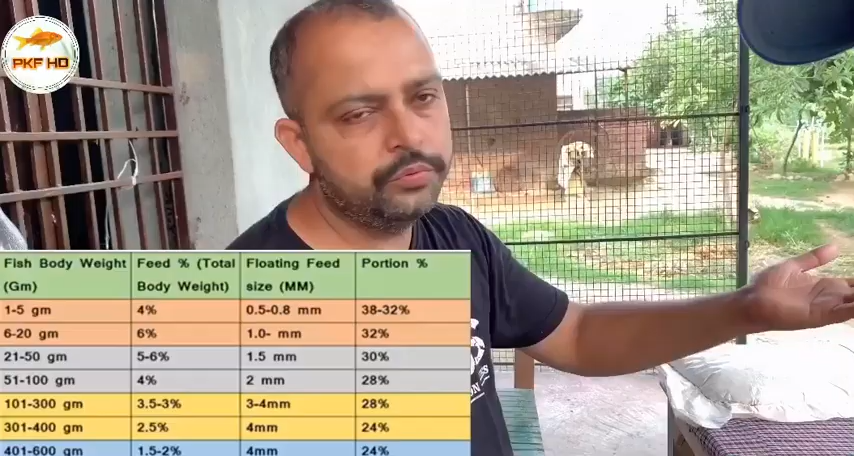 PKF HD
Fish Body Weight (Gm) Feed % (Total Body Weight) Floating Feed size (MM) Portion %
1-5 gm 4% 0.5-0.8 mm 38-32%
6-20 gm 6% 1.0- mm 32%
21-50 gm 5-6% 1.5 mm 30%
51-100 gm 4% 2 mm 28%
101-300 gm 3.5-3% 3-4mm 28%
301-400 gm 2.5% 4mm 24%
401-600 gm 1.5-2% 4mm 24%